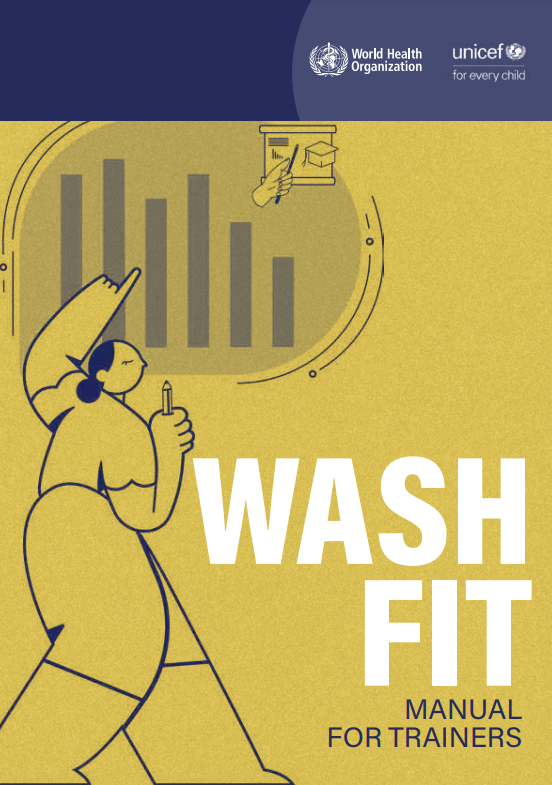 World Health
Organization
unicef
for every child
WASH
FIT
MANUAL
FOR TRAINERS